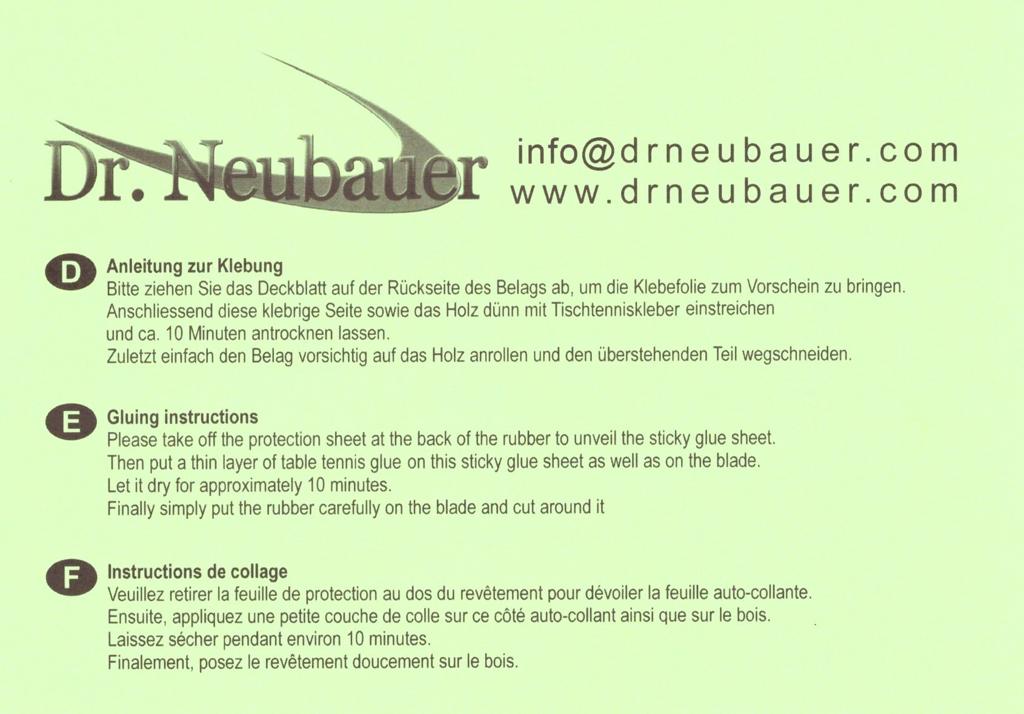 Dr. Neubauer
info@drneubauer.com
www.drneubauer.com
D
Anleitung zur Klebung
Bitte ziehen Sie das Deckblatt auf der Rückseite des Belags ab, um die Klebefolie zum Vorschein zu bringen.
Anschliessend diese klebrige Seite sowie das Holz dünn mit Tischtenniskleber einstreichen
und ca. 10 Minuten antrocknen lassen.
Zuletzt einfach den Belag vorsichtig auf das Holz anrollen und den überstehenden Teil wegschneiden.
E
Gluing instructions
Please take off the protection sheet at the back of the rubber to unveil the sticky glue sheet.
Then put a thin layer of table tennis glue on this sticky glue sheet as well as on the blade.
Let it dry for approximately 10 minutes.
Finally simply put the rubber carefully on the blade and cut around it
F
Instructions de collage
Veuillez retirer la feuille de protection au dos du revêtement pour dévoiler la feuille auto-collante.
Ensuite, appliquez une petite couche de colle sur ce côté auto-collant ainsi que sur le bois.
Laissez sécher pendant environ 10 minutes.
Finalement, posez le revêtement doucement sur le bois.